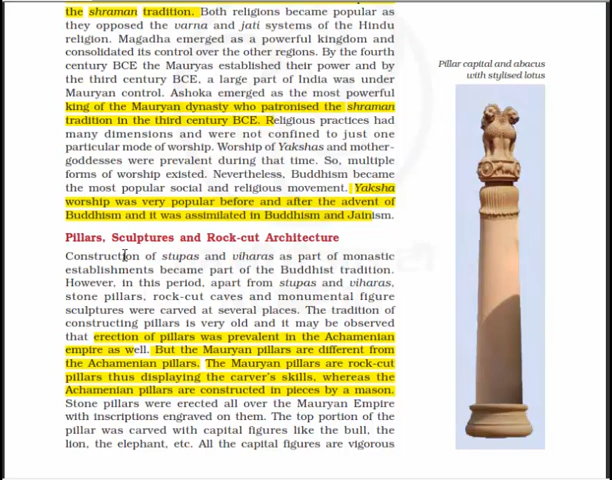 the shraman tradition. Both religions became popular as
they opposed the varna and jati systems of the Hindu
religion. Magadha emerged as a powerful kingdom and
consolidated its control over the other regions. By the fourth
century BCE the Mauryas established their power and by
the third century BCE, a large part of India was under
Mauryan control. Ashoka emerged as the most powerful
king of the Mauryan dynasty who patronised the shraman
tradition in the third century BCE. Religious practices had
many dimensions and were not confined to just one
particular mode of worship. Worship of Yakshas and mother-
goddesses were prevalent during that time. So, multiple
forms of worship existed. Nevertheless, Buddhism became
the most popular social and religious movement. Yaksha
worship was very popular before and after the advent of
Buddhism and it was assimilated in Buddhism and Jainism.
Pillars, Sculptures and Rock-cut Architecture
Construction of stupas and viharas as part of monastic
establishments became part of the Buddhist tradition.
However, in this period, apart from stupas and viharas,
stone pillars, rock-cut caves and monumental figure
sculptures were carved at several places. The tradition of
constructing pillars is very old and it may be observed
that erection of pillars was prevalent in the Achamenian
empire as well. But the Mauryan pillars are different from
the Achamenian pillars. The Mauryan pillars are rock-cut
pillars thus displaying the carver's skills, whereas the
Achamenian pillars are constructed in pieces by a mason.
Stone pillars were erected all over the Mauryan Empire
with inscriptions engraved on them. The top portion of the
pillar was carved with capital figures like the bull, the
lion, the elephant, etc. All the capital figures are vigorous
Pillar capital and abacus
with stylised lotus